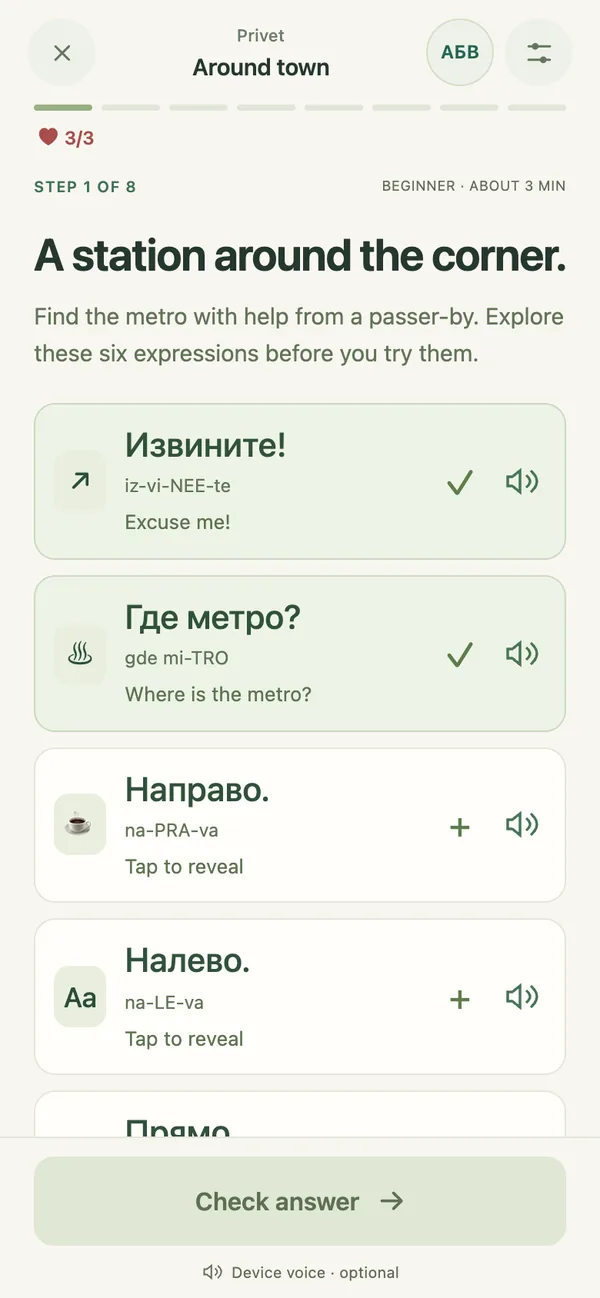 Privet
Around town
АБВ
3/3
STEP 1 OF 8
BEGINNER · ABOUT 3 MIN
A station around the corner.
Find the metro with help from a passer-by. Explore
these six expressions before you try them.
Извините!
iz-vi-NEE-te
Excuse me!
Где метро?
gde mi-TRO
Where is the metro?
Направо.
na-PRA-va
Tap to reveal
Aa
Налево.
na-LE-va
Tap to reveal
Прямо
Check answer →
Device voice · optional